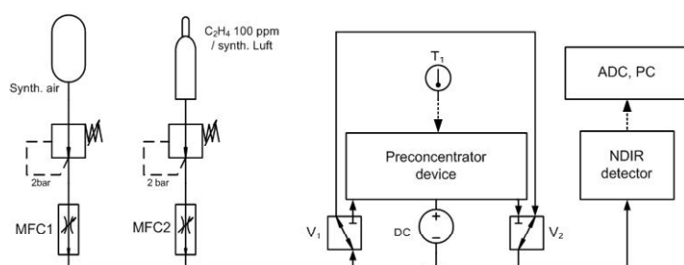 C₂H₄ 100 ppm
/ synth. Luft
Synth. air
2bar
2 bar
MFC1
MFC2
T₁
Preconcentrator
device
V₁
DC
+
−
V₂
ADC, PC
NDIR
detector